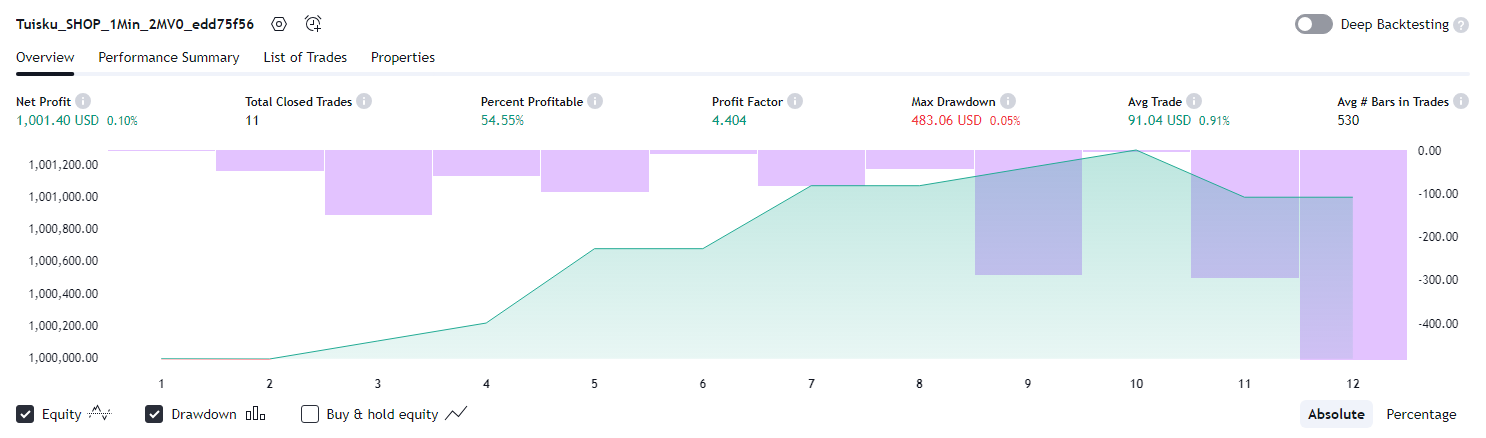 Tuisku_SHOP_1Min_2MV0_edd75f56
Deep Backtesting ?
Overview Performance Summary List of Trades Properties
Net Profit Total Closed Trades Percent Profitable Profit Factor Max Drawdown Avg Trade Avg # Bars in Trades
1,001.40 USD 0.10% 11 54.55% 4.404 483.06 USD 0.05% 91.04 USD 0.91% 530
1,001,200.00
1,001,000.00
1,000,800.00
1,000,600.00
1,000,400.00
1,000,200.00
1,000,000.00
0.00
-100.00
-200.00
-300.00
-400.00
1 2 3 4 5 6 7 8 9 10 11 12
Equity Drawdown Buy & hold equity Absolute Percentage